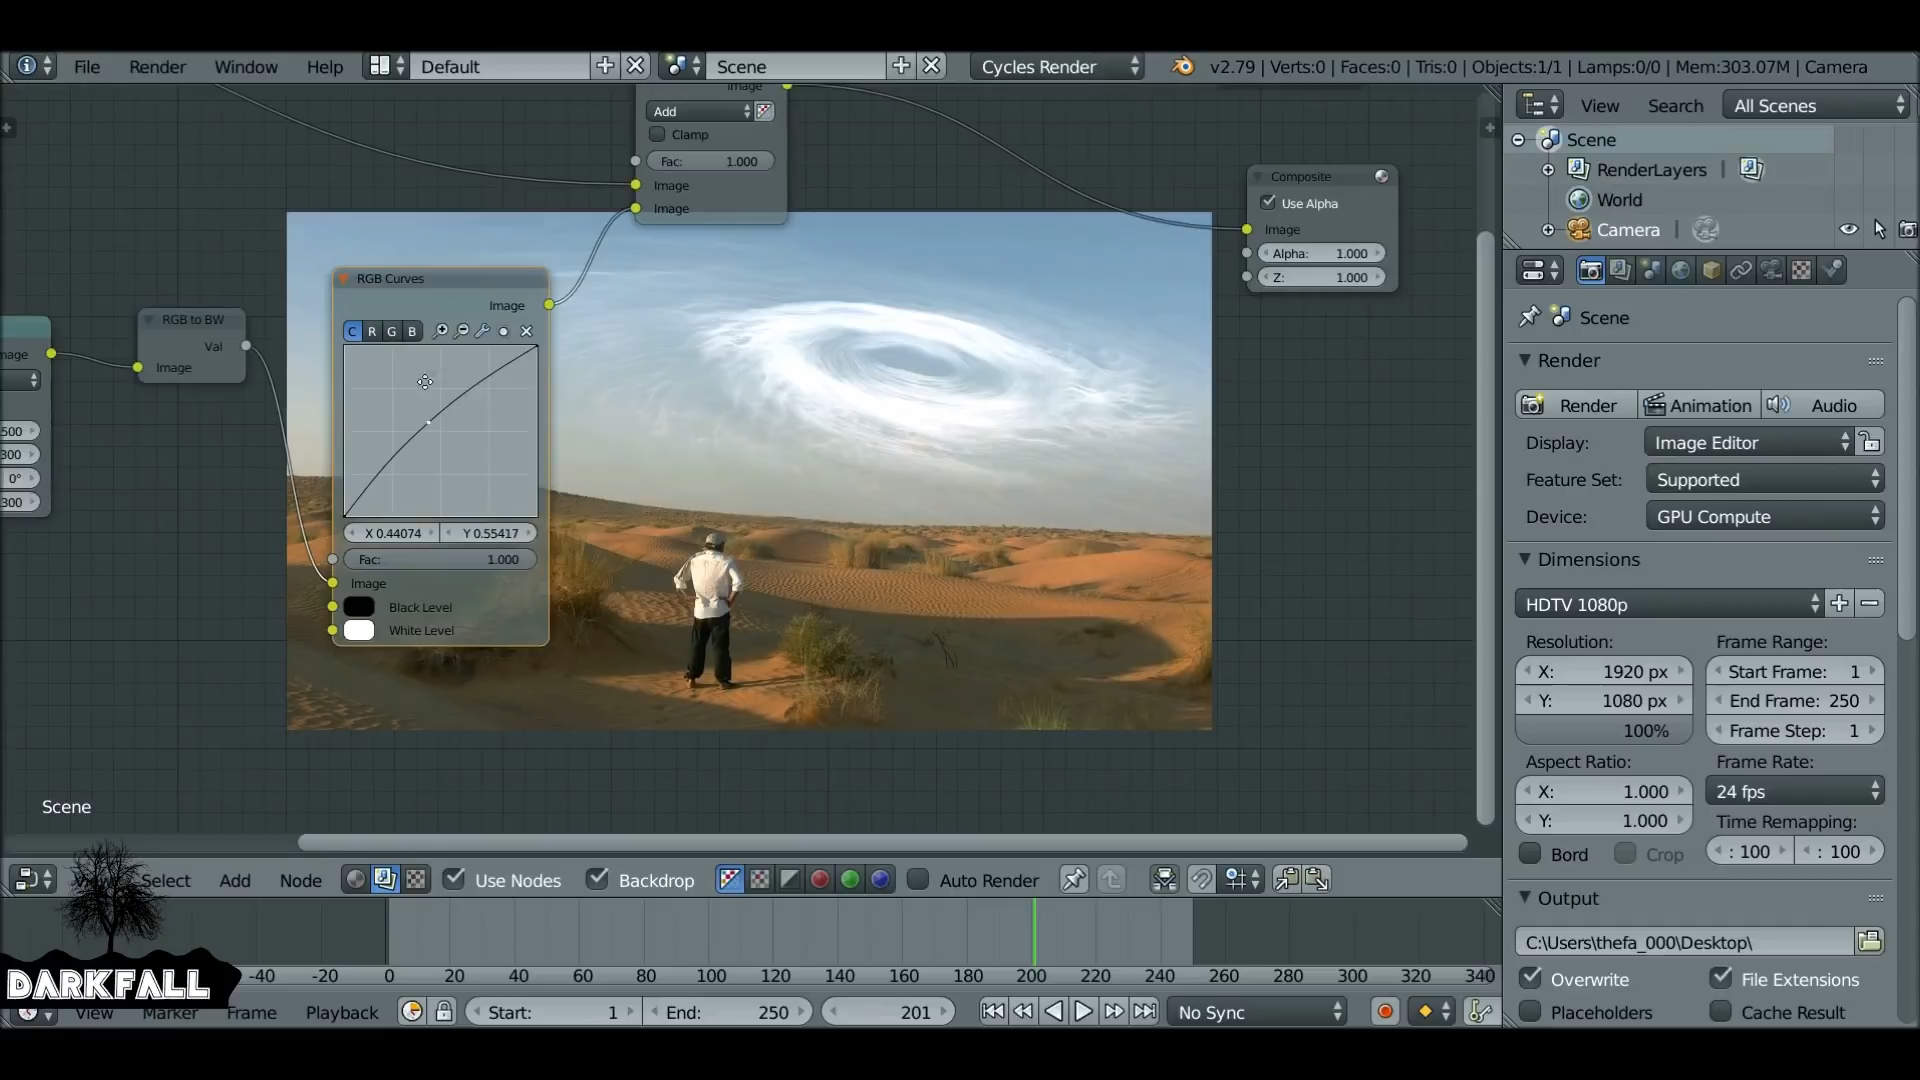 File Render Window Help Default Scene Cycles Render v2.79 | Verts:0 | Faces:0 | Tris:0 | Objects:1/1 | Lamps:0/0 | Mem:303.07M | Camera
Image
Add
Clamp
Fac: 1.000
Image
Image
Composite
Use Alpha
Image
Alpha: 1.000
Z: 1.000
RGB Curves
Image
C R G B
X 0.44074 Y 0.55417
Fac: 1.000
Image
Black Level
White Level
RGB to BW
Val
Image
mage
500
300
0°
300
Scene
View Search All Scenes
Scene
RenderLayers |
World
Camera |
Scene
Render
Render Animation Audio
Display: Image Editor
Feature Set: Supported
Device: GPU Compute
Dimensions
HDTV 1080p
Resolution: Frame Range:
X: 1920 px Start Frame: 1
Y: 1080 px End Frame: 250
100% Frame Step: 1
Aspect Ratio: Frame Rate:
X: 1.000 24 fps
Y: 1.000 Time Remapping:
Bord Crop : 100 : 100
Output
C:\Users\thefa_000\Desktop\
Overwrite File Extensions
Placeholders Cache Result
Select Add Node Use Nodes Backdrop Auto Render
DARKFALL
-40 -20 0 20 40 60 80 100 120 140 160 180 200 220 240 260 280 300 320 340
View Marker Frame Playback Start: 1 End: 250 201 No Sync